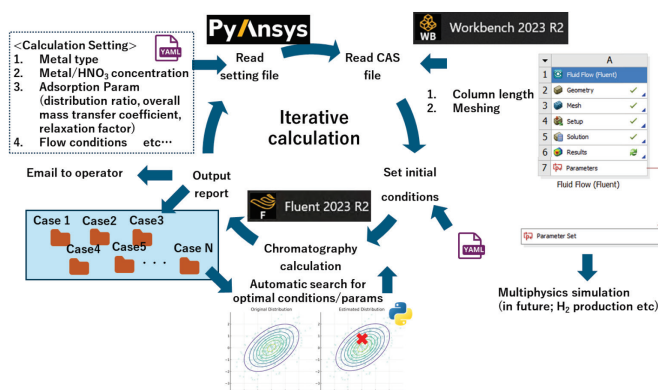 PyAnsys
WB
Workbench 2023 R2
<Calculation Setting>
1. Metal type
2. Metal/HNO₃ concentration
3. Adsorption Param
(distribution ratio, overall
mass transfer coefficient,
relaxation factor)
4. Flow conditions etc…
YAML
Read
setting file
Read CAS
file
1. Column length
2. Meshing
A
1 Fluid Flow (Fluent)
2 Geometry
3 Mesh
4 Setup
5 Solution
6 Results
7 Parameters
Fluid Flow (Fluent)
Iterative
calculation
Email to operator
Output
report
Set initial
conditions
F
Fluent 2023 R2
Case 1 Case2 Case3
Case4 Case5 · · · Case N
Chromatography
calculation
YAML
Parameter Set
Automatic search for
optimal conditions/params
Original Distribution
Estimated Distribution
Multiphysics simulation
(in future; H₂ production etc)